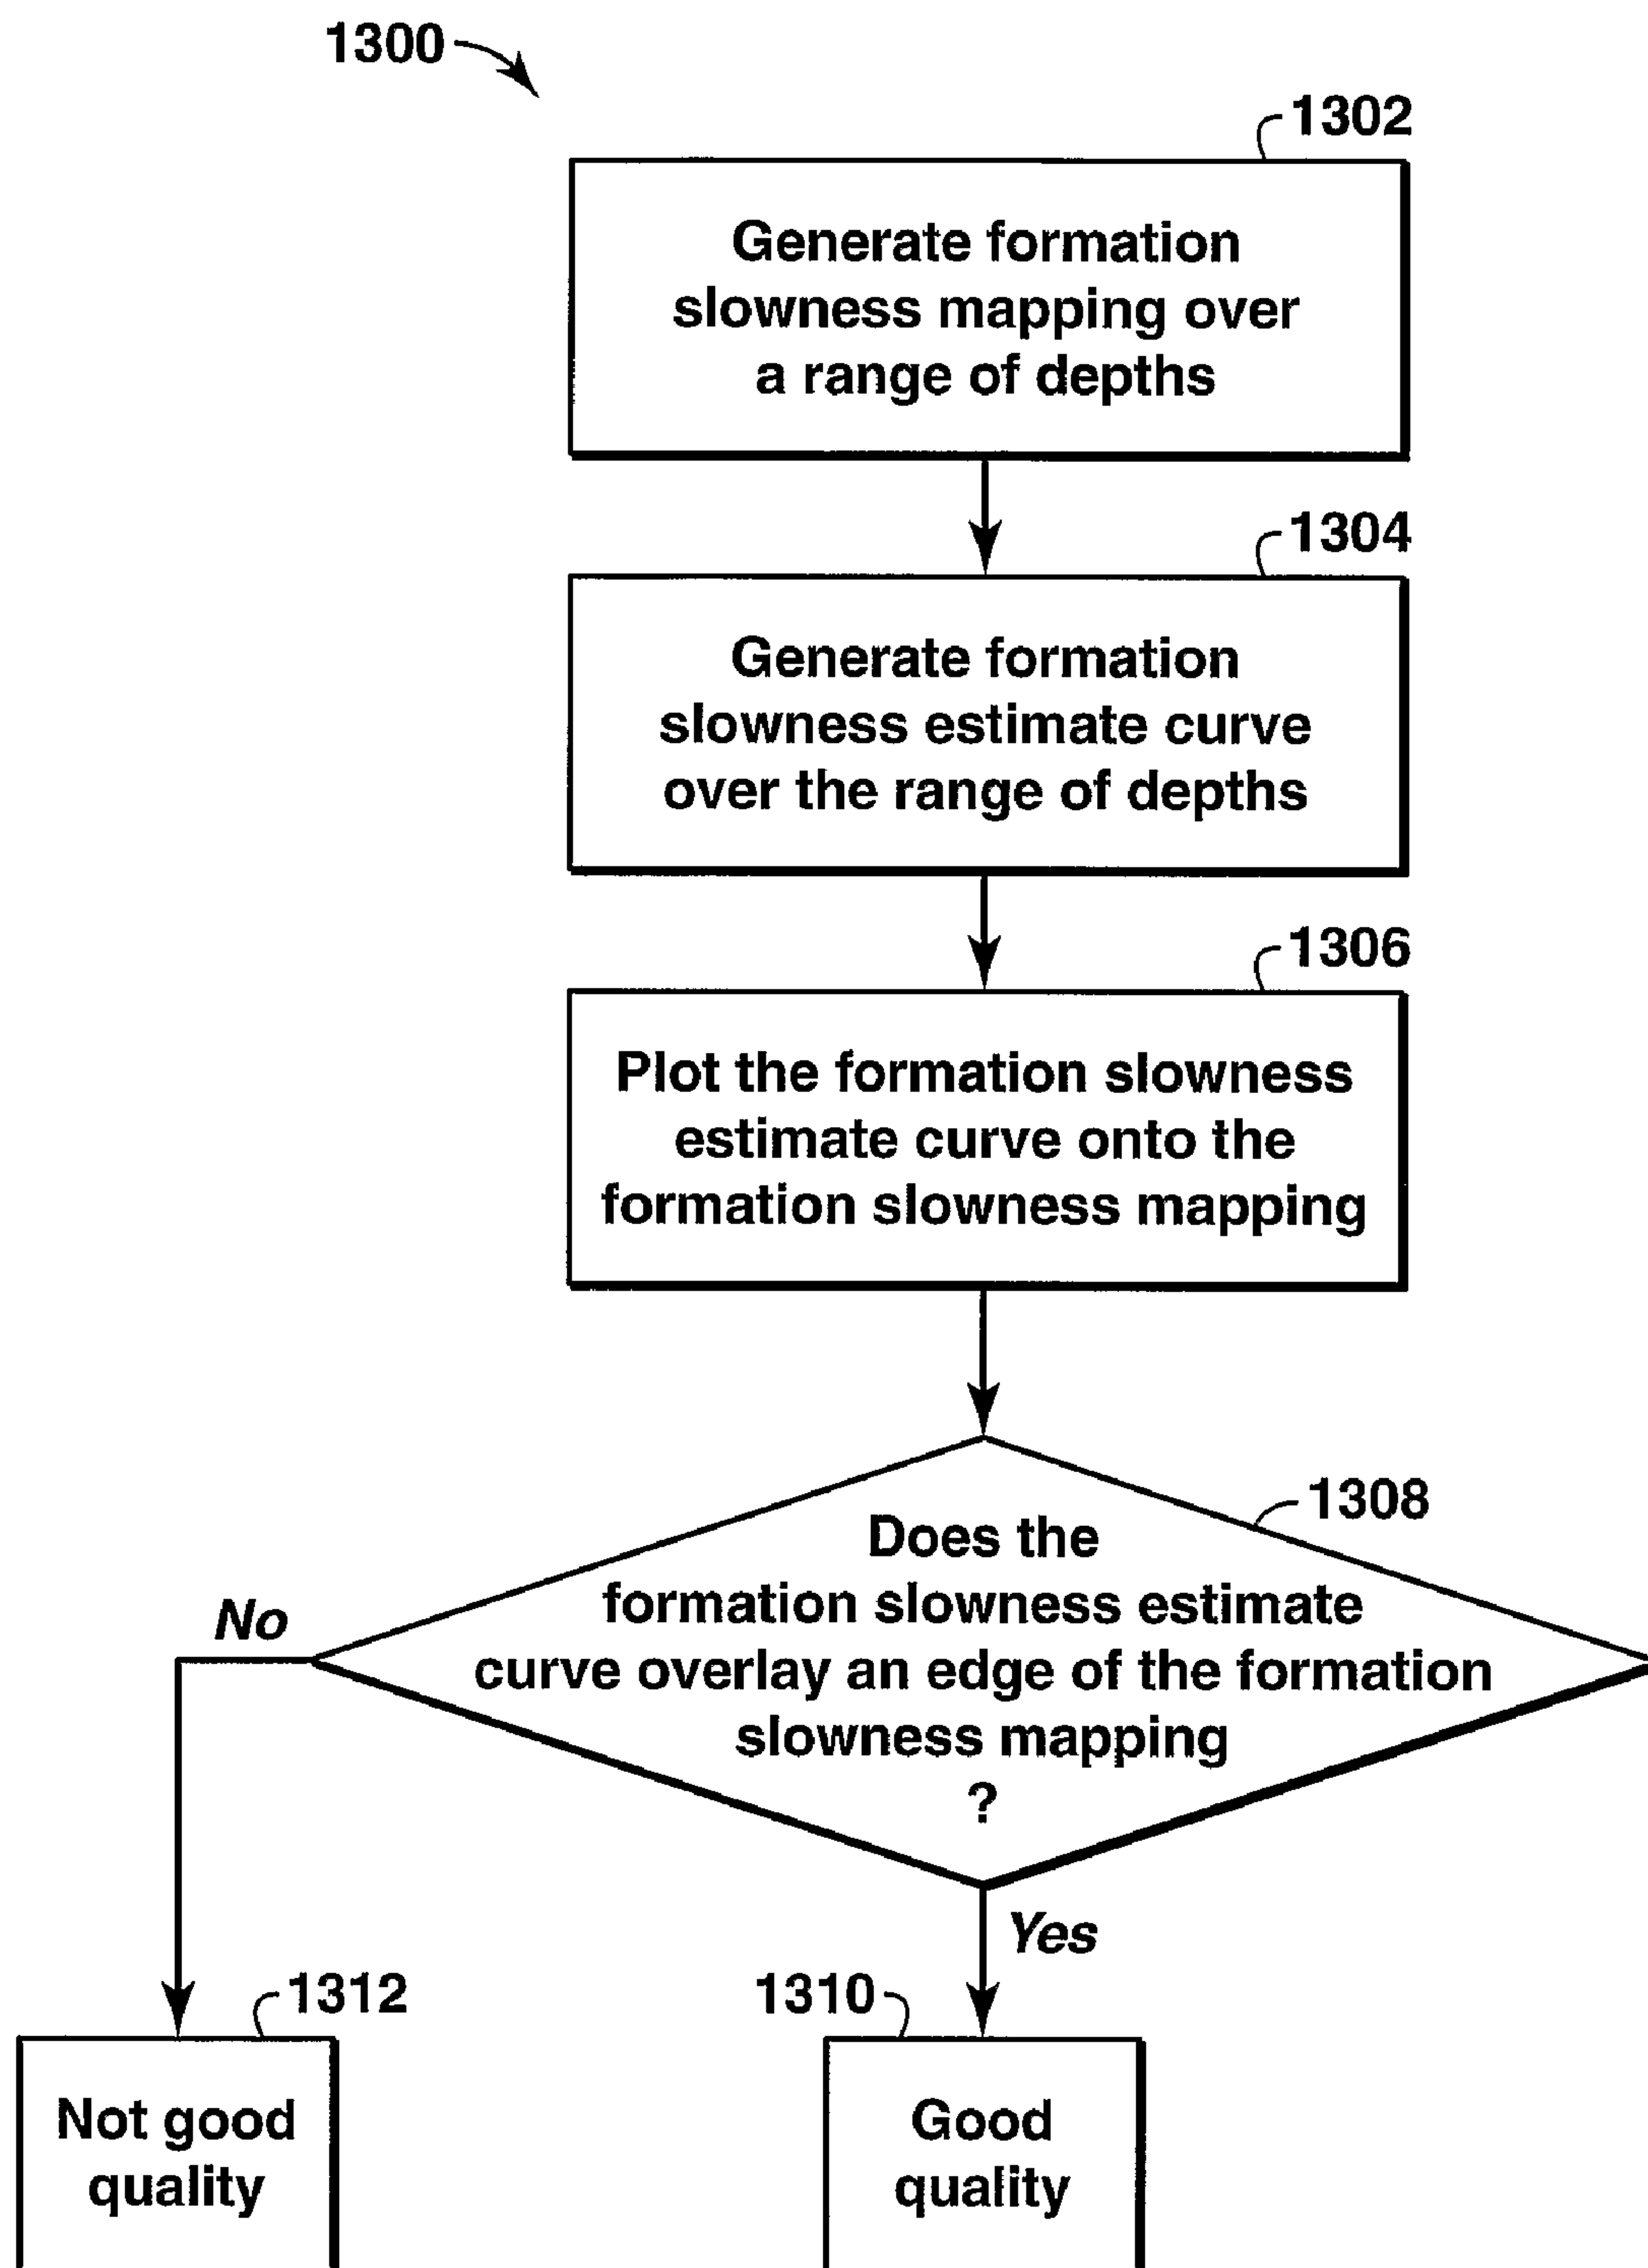 1300
1302
Generate formation
slowness mapping over
a range of depths
1304
Generate formation
slowness estimate curve
over the range of depths
1306
Plot the formation slowness
estimate curve onto the
formation slowness mapping
1308
Does the
formation slowness estimate
curve overlay an edge of the formation
slowness mapping
?
No
Yes
1312
Not good
quality
1310
Good
quality